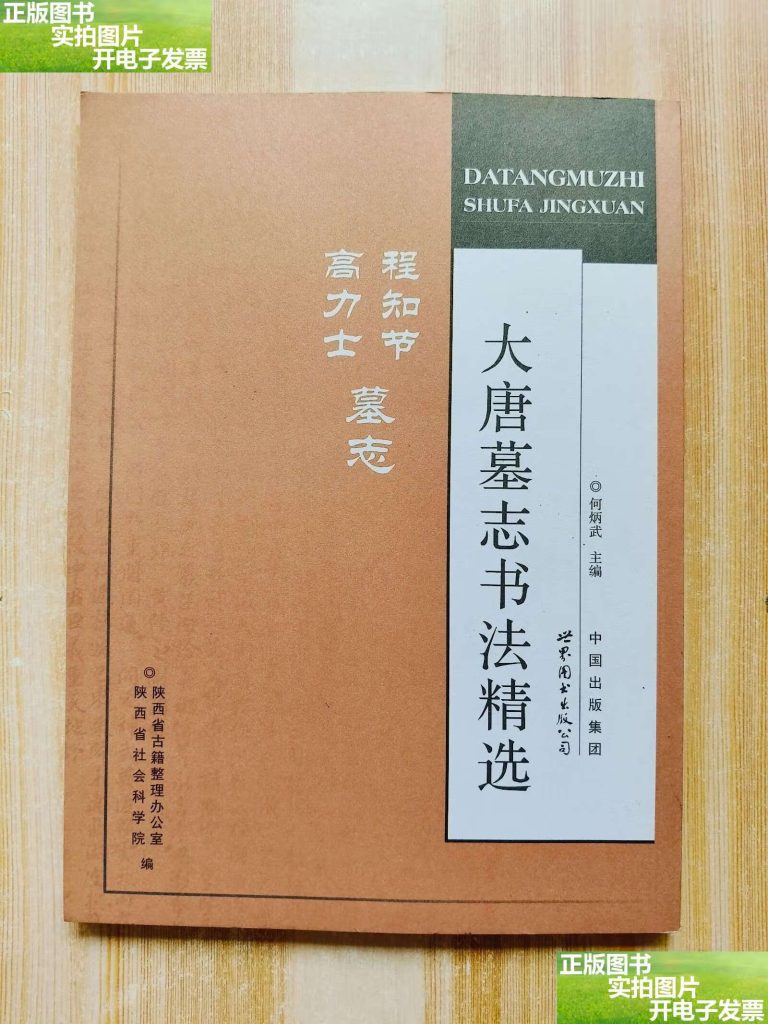 正版图书
实拍图片
开电子发票
DATANGMUZHI
SHUFA JINGXUAN
大唐墓志书法精选
◎何炳武 主编
中国出版集团
世界图书出版公司
程知节
高力士
墓志
◎陕西省古籍整理办公室
陕西省社会科学院
编
正版图书
实拍图片
开电子发票